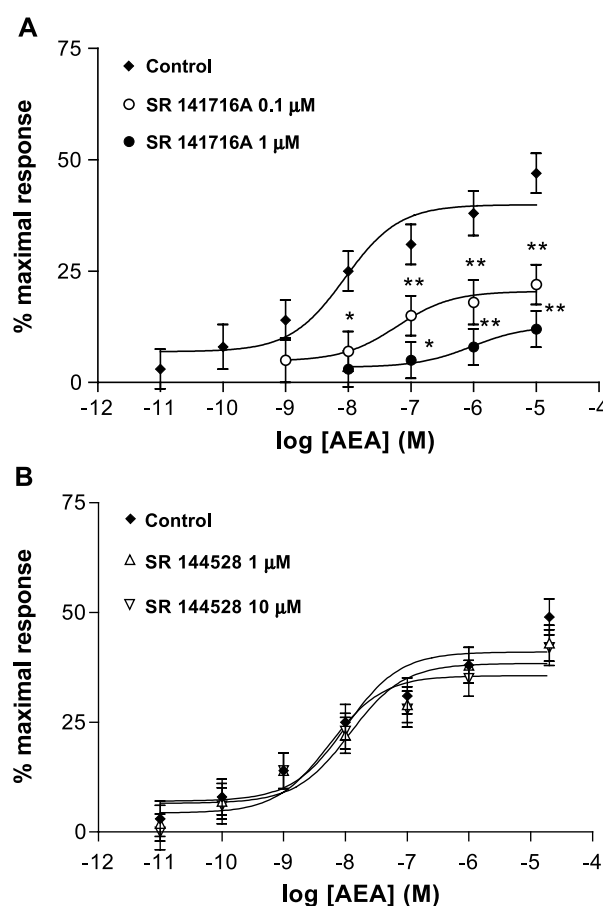 A
75
Control
SR 141716A 0.1 µM
SR 141716A 1 µM
50
25
0
% maximal response
**
**
**
*
**
**
*
-12 -11 -10 -9 -8 -7 -6 -5 -4
log [AEA] (M)
B
75
Control
SR 144528 1 µM
SR 144528 10 µM
50
25
0
% maximal response
-12 -11 -10 -9 -8 -7 -6 -5 -4
log [AEA] (M)